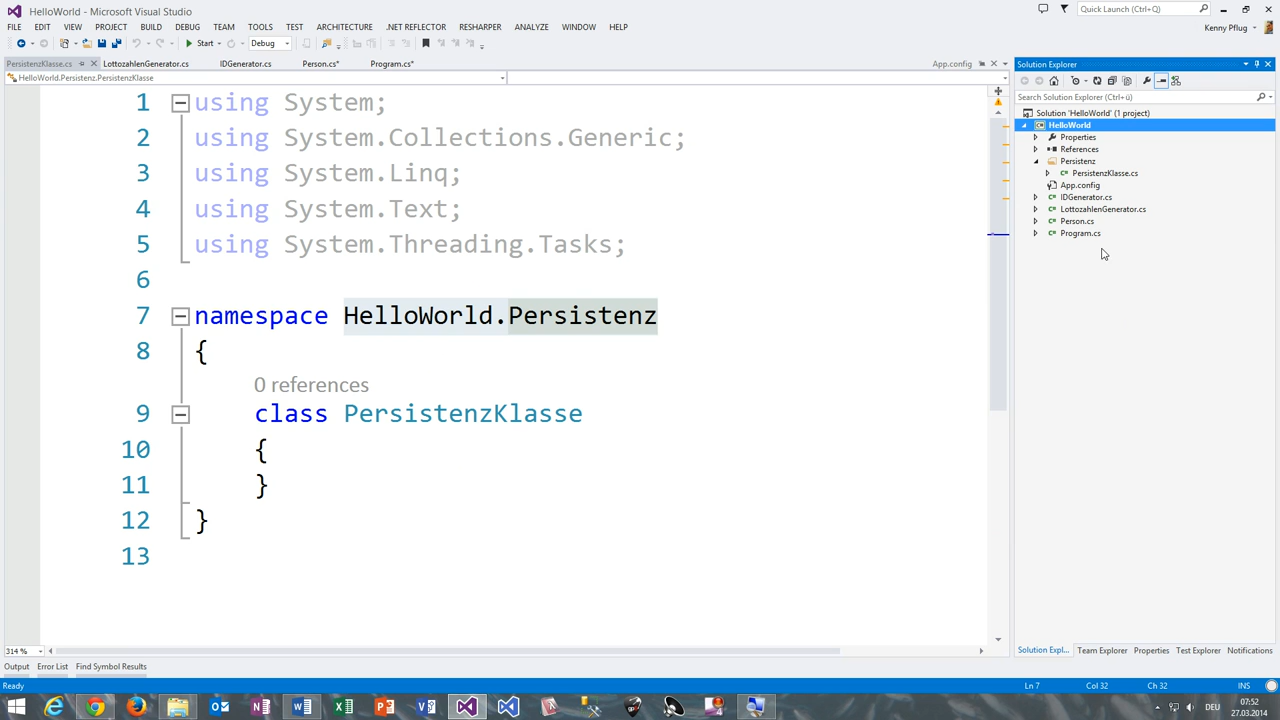 HelloWorld - Microsoft Visual Studio
Quick Launch (Ctrl+Q)
FILE EDIT VIEW PROJECT BUILD DEBUG TEAM TOOLS TEST ARCHITECTURE .NET REFLECTOR RESHARPER ANALYZE WINDOW HELP
Kenny Pflug
Start Debug
PersistenzKlasse.cs LottozahlenGenerator.cs IDGenerator.cs Person.cs* Program.cs* App.config
HelloWorld.Persistenz.PersistenzKlasse
1 using System;
2 using System.Collections.Generic;
3 using System.Linq;
4 using System.Text;
5 using System.Threading.Tasks;
6
7 namespace HelloWorld.Persistenz
8 {
0 references
9 class PersistenzKlasse
10 {
11 }
12 }
13
314 %
Solution Explorer
Search Solution Explorer (Ctrl+ü)
Solution 'HelloWorld' (1 project)
HelloWorld
Properties
References
Persistenz
PersistenzKlasse.cs
App.config
IDGenerator.cs
LottozahlenGenerator.cs
Person.cs
Program.cs
Solution Expl... Team Explorer Properties Test Explorer Notifications
Output Error List Find Symbol Results
Ready Ln 7 Col 32 Ch 32 INS
DEU 07:52
27.03.2014